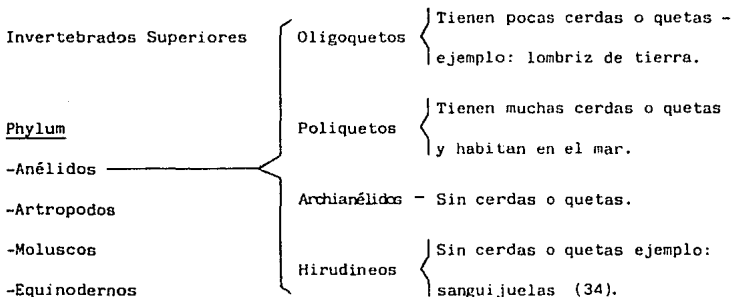 Invertebrados Superiores
Phylum
-Anélidos
-Artropodos
-Moluscos
-Equinodernos
Oligoquetos
Tienen pocas cerdas o quetas -
ejemplo: lombriz de tierra.
Poliquetos
Tienen muchas cerdas o quetas
y habitan en el mar.
Archianélidos - Sin cerdas o quetas.
Hirudineos
Sin cerdas o quetas ejemplo:
sanguijuelas (34).